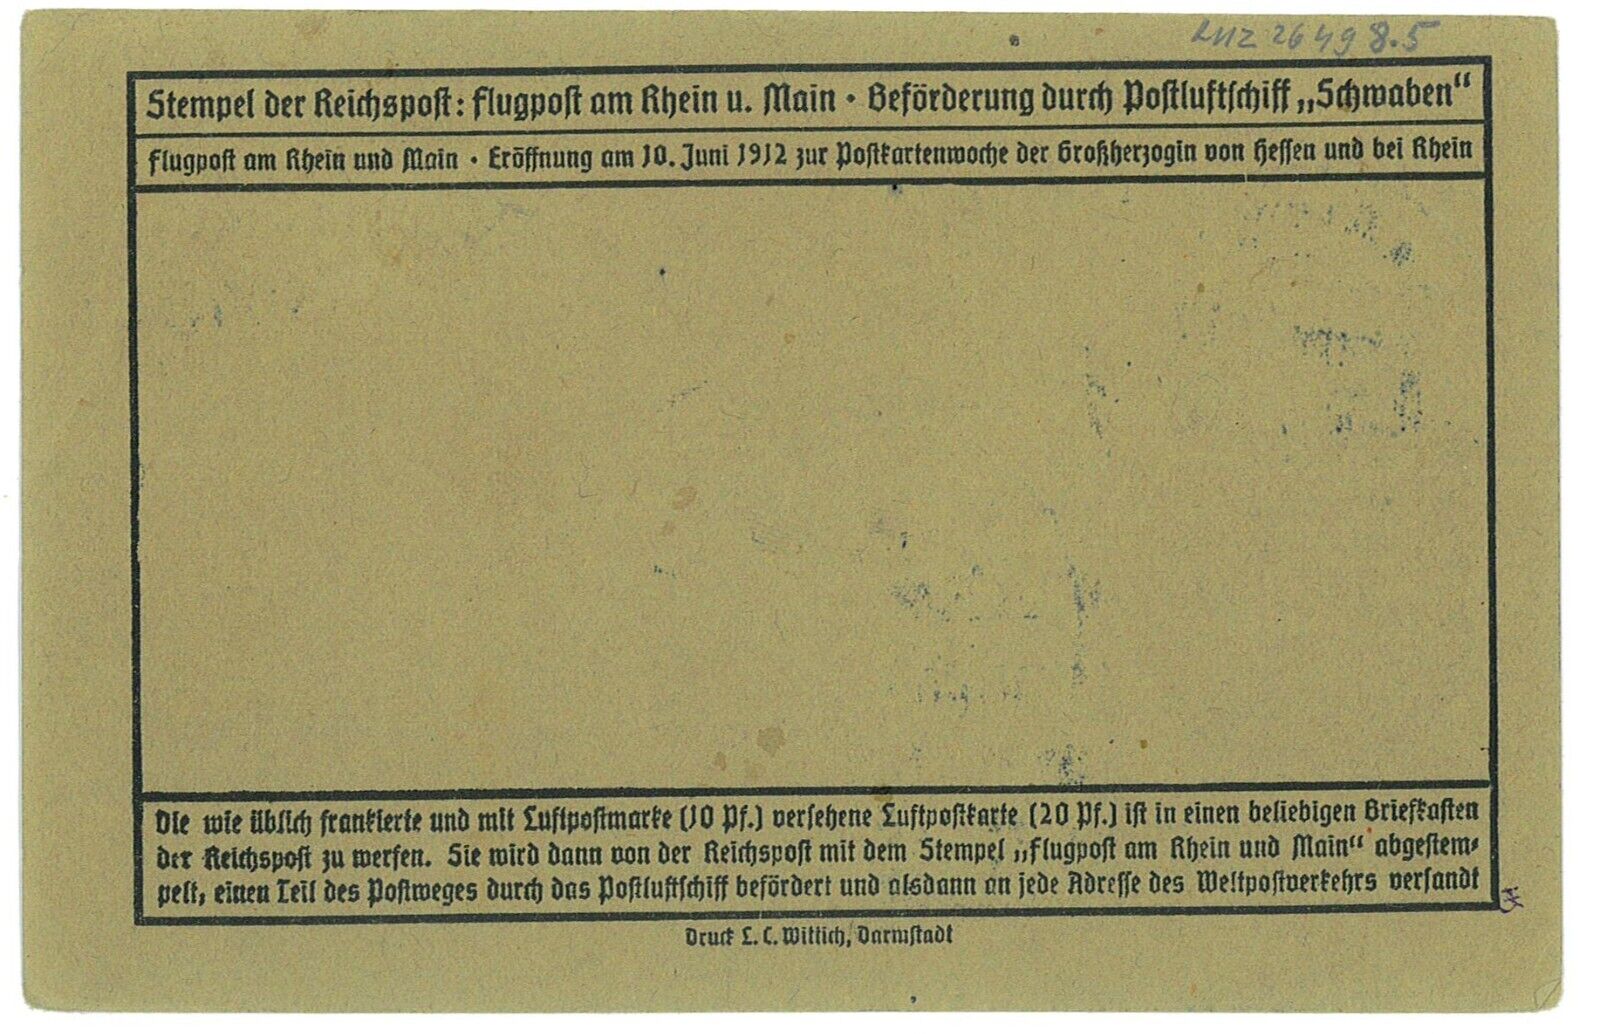 LUZ 26 49 8.5
Stempel der Reichspost: Flugpost am Rhein u. Main · Beförderung durch Postluftschiff „Schwaben“
Flugpost am Rhein und Main · Eröffnung am 10. Juni 1912 zur Postkartenwoche der Großherzogin von Hessen und bei Rhein
Die wie üblich frankierte und mit Luftpostmarke (10 Pf.) versehene Luftpostkarte (20 Pf.) ist in einen beliebigen Briefkasten
der Reichspost zu werfen. Sie wird dann von der Reichspost mit dem Stempel „Flugpost am Rhein und Main“ abgestem-
pelt, einen Teil des Postweges durch das Postluftschiff befördert und alsdann an jede Adresse des Weltpostverkehrs versandt
Druck L. C. Wittich, Darmstadt